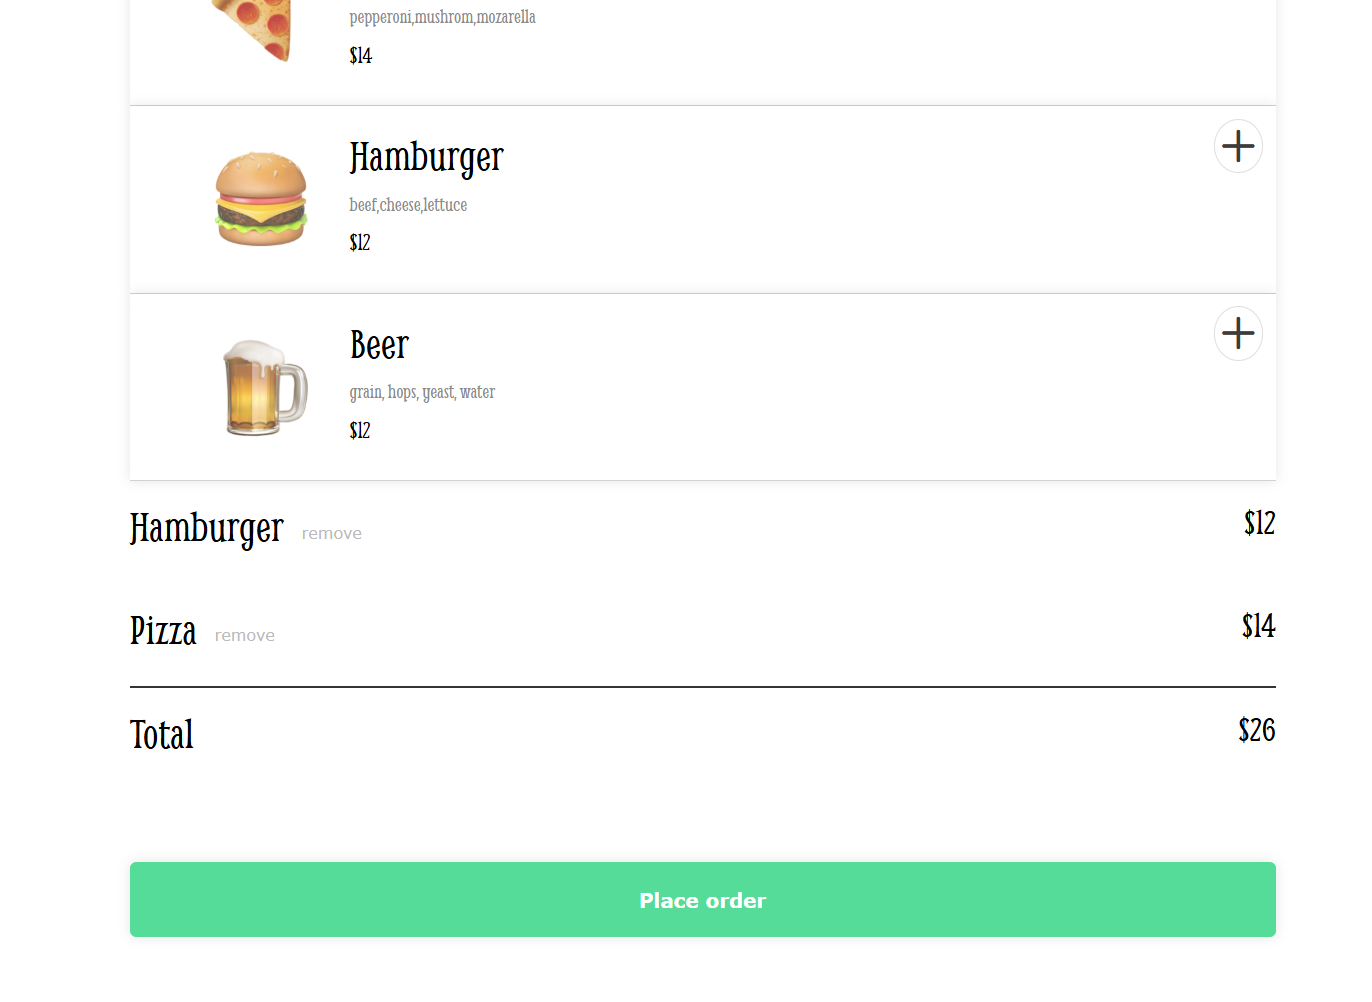 pepperoni,mushrom,mozarella
$14
Hamburger
beef,cheese,lettuce
$12
Beer
grain, hops, yeast, water
$12
Hamburger remove $12
Pizza remove $14
Total $26
Place order